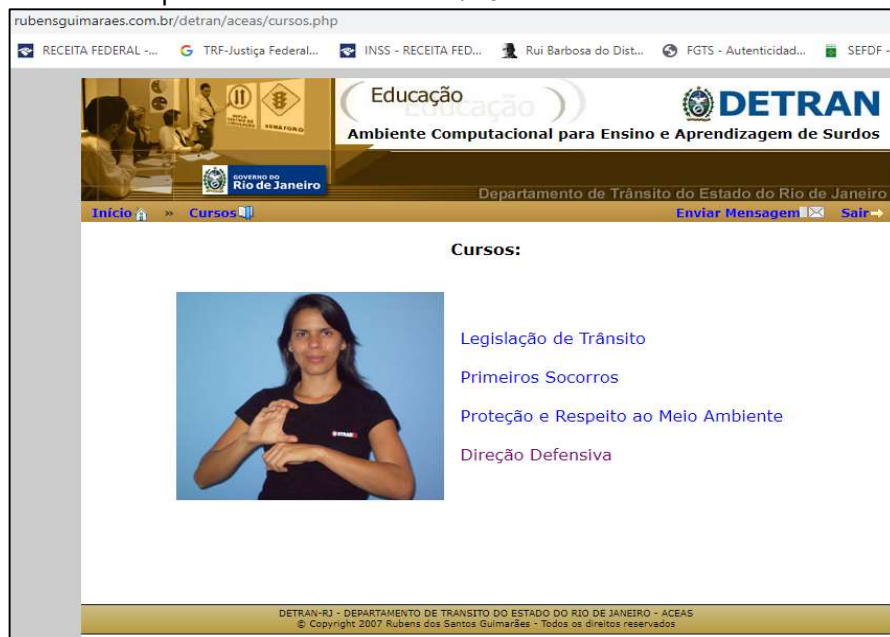 rubensguimaraes.com.br/detran/aceas/cursos.php
RECEITA FEDERAL -... TRF-Justiça Federal... INSS - RECEITA FED... Rui Barbosa do Dist... FGTS - Autenticidad... SEFDF -
Educação
DETRAN
Ambiente Computacional para Ensino e Aprendizagem de Surdos
GOVERNO DO
Rio de Janeiro
Departamento de Trânsito do Estado do Rio de Janeiro
Início » Cursos Enviar Mensagem Sair
Cursos:
Legislação de Trânsito
Primeiros Socorros
Proteção e Respeito ao Meio Ambiente
Direção Defensiva
DETRAN-RJ - DEPARTAMENTO DE TRANSITO DO ESTADO DO RIO DE JANEIRO - ACEAS
© Copyright 2007 Rubens dos Santos Guimarães - Todos os direitos reservados